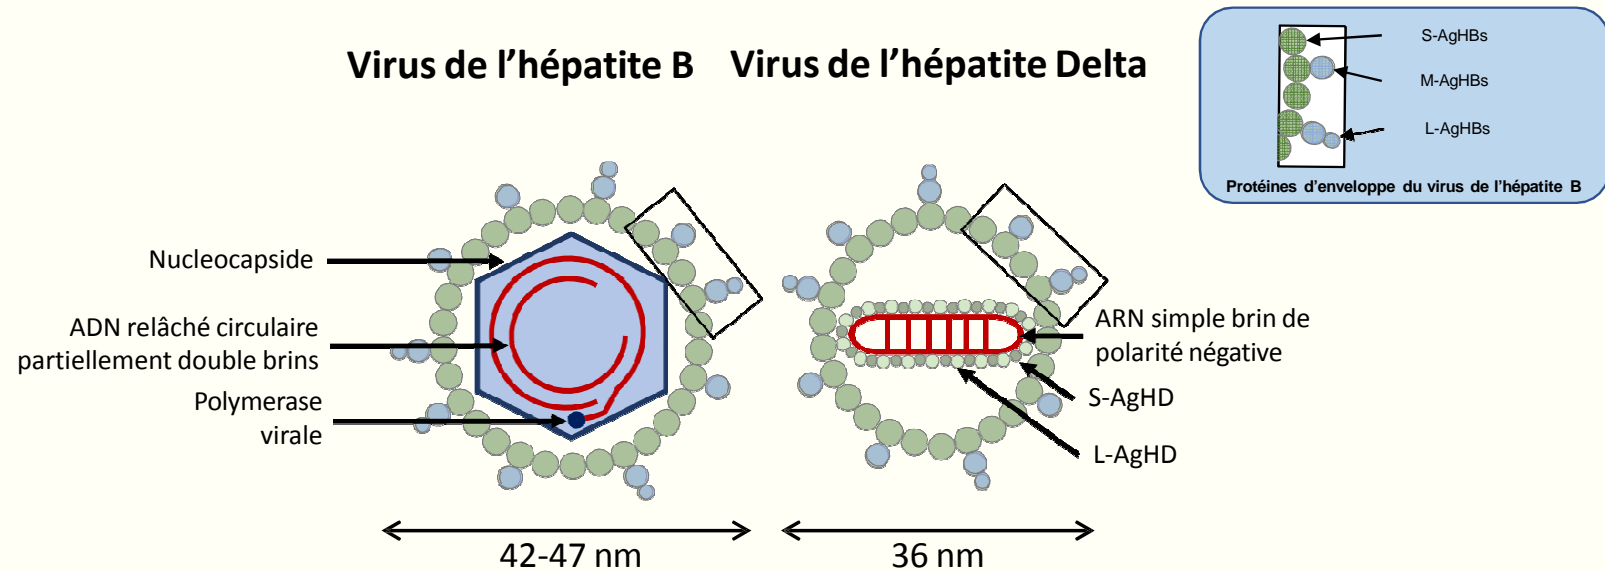 Virus de l’hépatite B
Virus de l’hépatite Delta
S-AgHBs
M-AgHBs
L-AgHBs
Protéines d’enveloppe du virus de l’hépatite B
Nucleocapside
ADN relâché circulaire
partiellement double brins
Polymerase
virale
ARN simple brin de
polarité négative
S-AgHD
L-AgHD
42-47 nm
36 nm